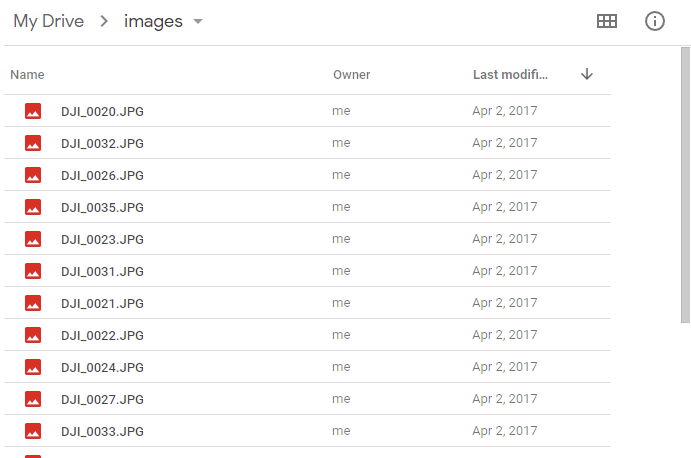 My Drive > images
Name Owner Last modifi...
DJI_0020.JPG me Apr 2, 2017
DJI_0032.JPG me Apr 2, 2017
DJI_0026.JPG me Apr 2, 2017
DJI_0035.JPG me Apr 2, 2017
DJI_0023.JPG me Apr 2, 2017
DJI_0031.JPG me Apr 2, 2017
DJI_0021.JPG me Apr 2, 2017
DJI_0022.JPG me Apr 2, 2017
DJI_0024.JPG me Apr 2, 2017
DJI_0027.JPG me Apr 2, 2017
DJI_0033.JPG me Apr 2, 2017